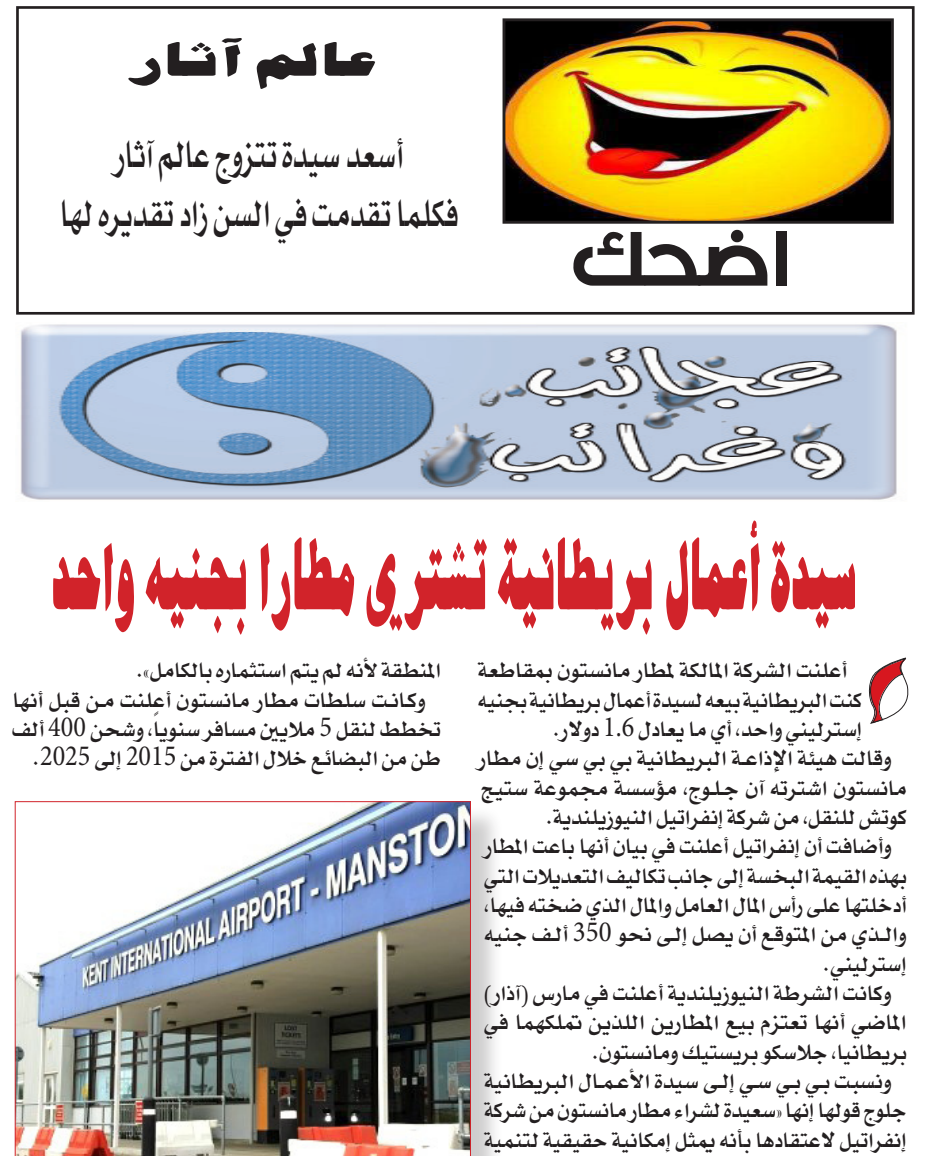 عالم آثار
أسعد سيدة تتزوج عالم آثار
فكلما تقدمت في السن زاد تقديره لها
اضحك
عجائب
وغرائب
سيدة أعمال بريطانية تشتري مطارا بجنيه واحد
أعلنت الشركة المالكة لمطار مانستون بمقاطعة
كنت البريطانية بيعه لسيدة أعمال بريطانية بجنيه
إسترليني واحد، أي ما يعادل 1.6 دولار.
وقالت هيئة الإذاعة البريطانية بي بي سي إن مطار
مانستون اشترته آن جلوج، مؤسسة مجموعة ستيج
كوتش للنقل، من شركة إنفراتيل النيوزيلندية.
وأضافت أن إنفراتيل أعلنت في بيان أنها باعت المطار
بهذه القيمة البخسة إلى جانب تكاليف التعديلات التي
أدخلتها على رأس المال العامل والمال الذي ضخته فيها،
والذي من المتوقع أن يصل إلى نحو 350 ألف جنيه
إسترليني.
وكانت الشرطة النيوزيلندية أعلنت في مارس (آذار)
الماضي أنها تعتزم بيع المطارين اللذين تملكهما في
بريطانيا، جلاسكو بريستيك ومانستون.
ونسبت بي بي سي إلى سيدة الأعمال البريطانية
جلوج قولها إنها «سعيدة لشراء مطار مانستون من شركة
إنفراتيل لاعتقادها بأنه يمثل إمكانية حقيقية لتنمية
المنطقة لأنه لم يتم استثماره بالكامل».
وكانت سلطات مطار مانستون أعلنت من قبل أنها
تخطط لنقل 5 ملايين مسافر سنوياً، وشحن 400 ألف
طن من البضائع خلال الفترة من 2015 إلى 2025.
KENT INTERNATIONAL AIRPORT - MANSTON